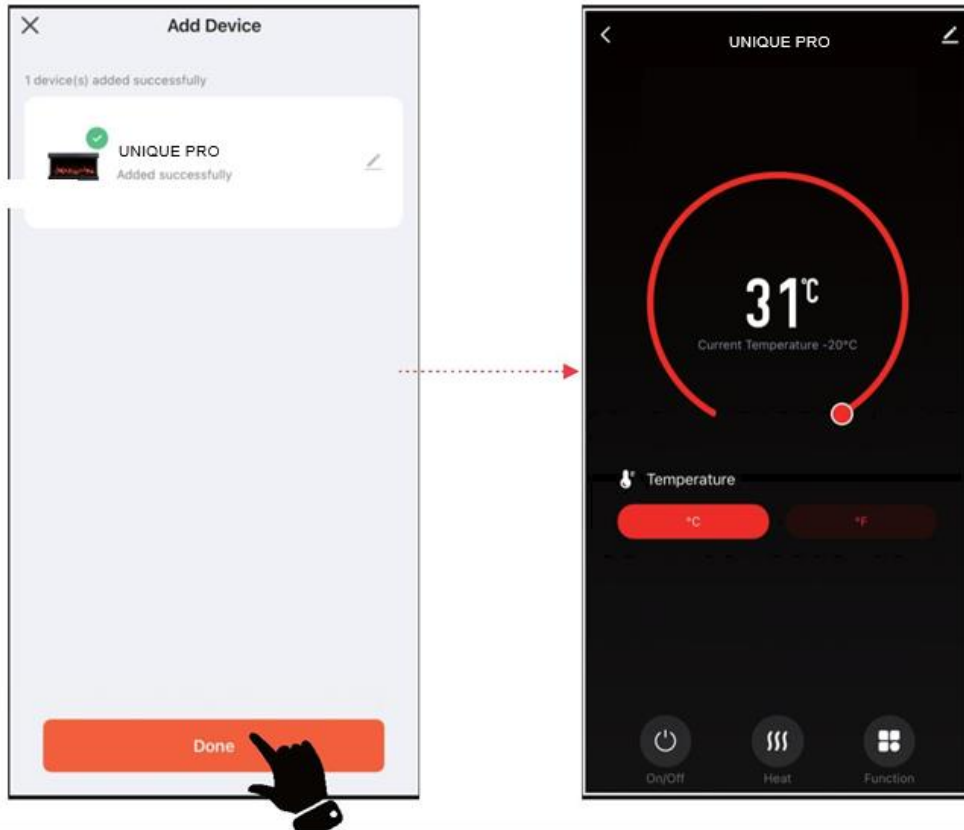 Add Device
1 device(s) added successfully
UNIQUE PRO
Added successfully
Done
UNIQUE PRO
31°C
Current Temperature -20°C
Temperature
°C
°F
On/Off
Heat
Function